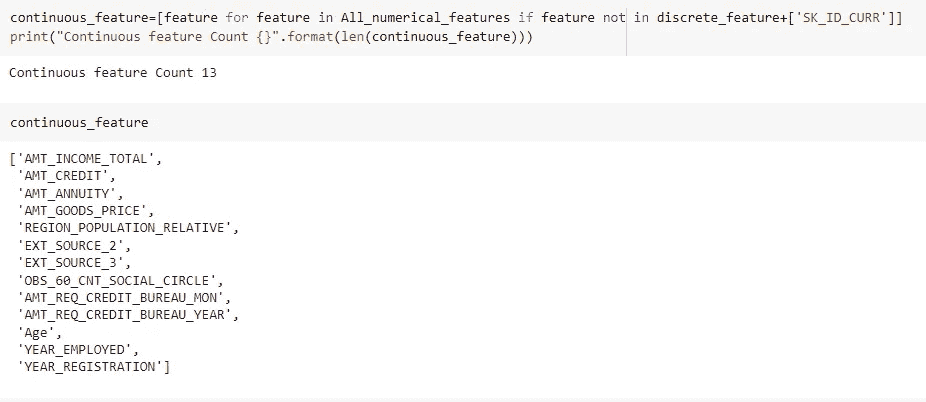 continuous_feature=[feature for feature in All_numerical_features if feature not in discrete_feature+['SK_ID_CURR']]
print("Continuous feature Count {}".format(len(continuous_feature)))
Continuous feature Count 13
continuous_feature
['AMT_INCOME_TOTAL',
'AMT_CREDIT',
'AMT_ANNUITY',
'AMT_GOODS_PRICE',
'REGION_POPULATION_RELATIVE',
'EXT_SOURCE_2',
'EXT_SOURCE_3',
'OBS_60_CNT_SOCIAL_CIRCLE',
'AMT_REQ_CREDIT_BUREAU_MON',
'AMT_REQ_CREDIT_BUREAU_YEAR',
'Age',
'YEAR_EMPLOYED',
'YEAR_REGISTRATION']